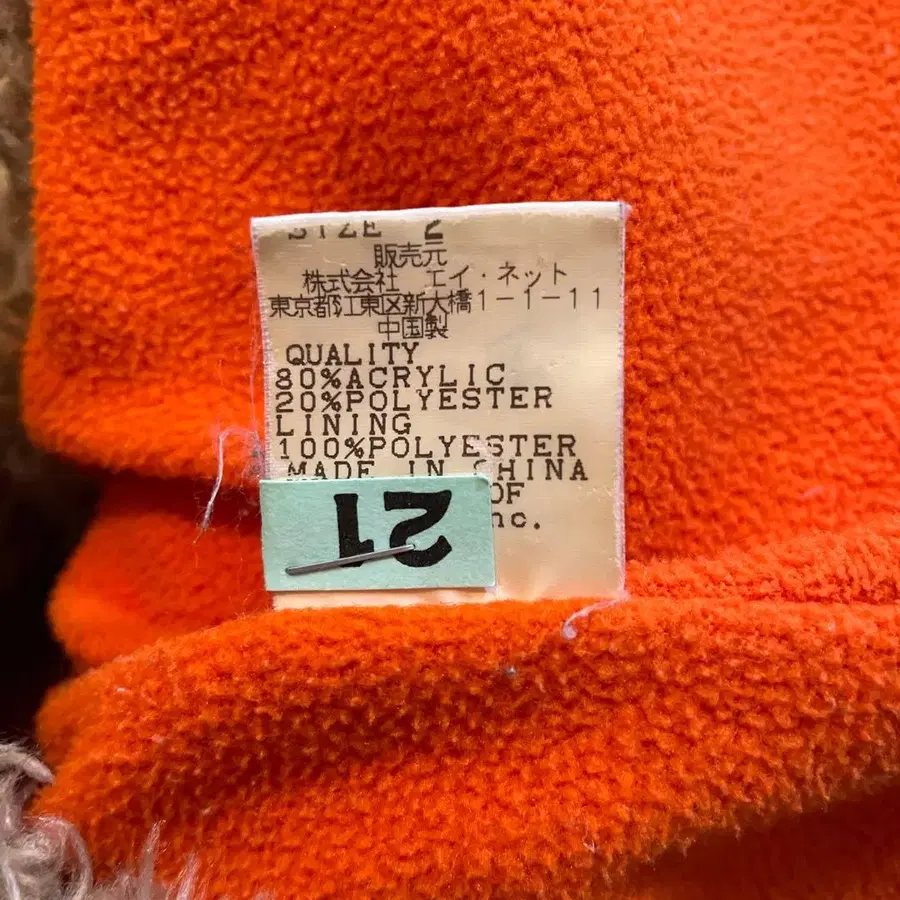 SIZE 2
販売元
株式会社 エイ・ネット
東京都江東区新大橋1-1-11
中国製
QUALITY
80%ACRYLIC
20%POLYESTER
LINING
100%POLYESTER
MADE IN CHINA
OF
nc.
21